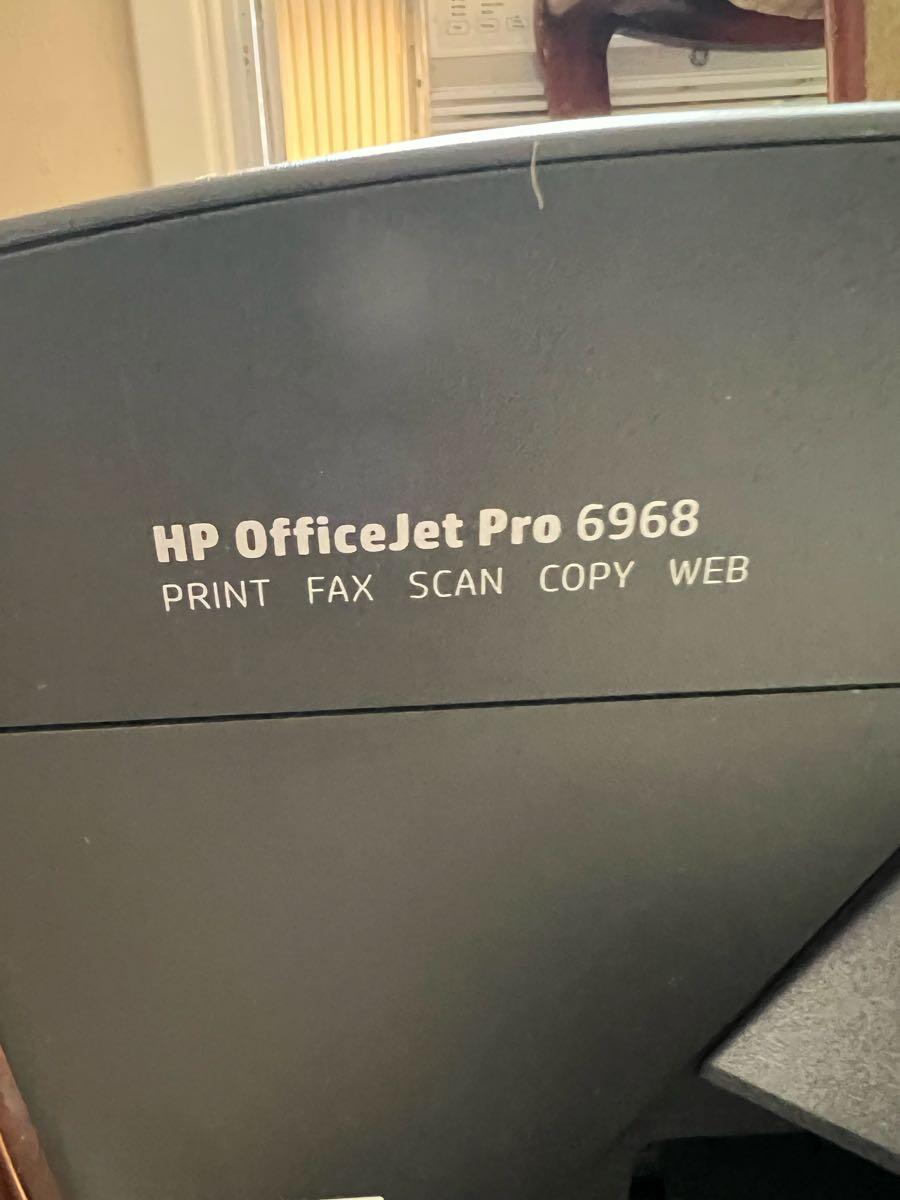 HP OfficeJet Pro 6968
PRINT FAX SCAN COPY WEB